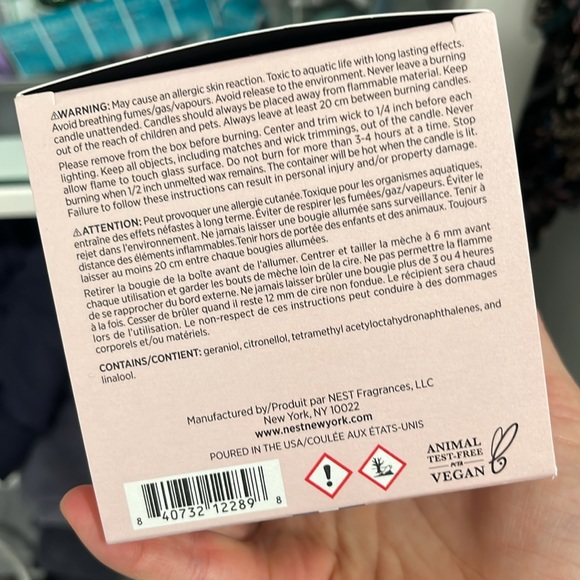 ⚠WARNING: May cause an allergic skin reaction. Toxic to aquatic life with long lasting effects.
Avoid breathing fumes/gas/vapours. Avoid release to the environment. Never leave a burning
candle unattended. Candles should always be placed away from flammable material. Keep
out of the reach of children and pets. Always leave at least 20 cm between burning candles.
Please remove from the box before burning. Center and trim wick to 1/4 inch before each
lighting. Keep all objects, including matches and wick trimmings, out of the candle. Never
allow flame to touch glass surface. Do not burn for more than 3-4 hours at a time. Stop
burning when 1/2 inch unmelted wax remains. The container will be hot when the candle is lit.
Failure to follow these instructions can result in personal injury and/or property damage.
⚠ATTENTION: Peut provoquer une allergie cutanée.Toxique pour les organismes aquatiques,
entraîne des effets néfastes à long terme. Éviter de respirer les fumées/gaz/vapeurs. Éviter le
rejet dans l'environnement. Ne jamais laisser une bougie allumée sans surveillance. Tenir à
distance des éléments inflammables.Tenir hors de portée des enfants et des animaux. Toujours
laisser au moins 20 cm entre chaque bougies allumées.
Retirer la bougie de la boîte avant de l'allumer. Centrer et tailler la mèche à 6 mm avant
chaque utilisation et garder les bouts de mèche loin de la cire. Ne pas permettre la flamme
de se rapprocher du bord externe. Ne jamais laisser brûler une bougie plus de 3 ou 4 heures
à la fois. Cesser de brûler quand il reste 12 mm de cire non fondue. Le récipient sera chaud
lors de l'utilisation. Le non-respect de ces instructions peut conduire à des dommages
corporels et/ou matériels.
CONTAINS/CONTIENT: geraniol, citronellol, tetramethyl acetyloctahydronaphthalenes, and
linalool.
Manufactured by/Produit par NEST Fragrances, LLC
New York, NY 10022
www.nestnewyork.com
POURED IN THE USA/COULÉE AUX ÉTATS-UNIS
ANIMAL
TEST-FREE
PETA
VEGAN
8 40732 12289 8